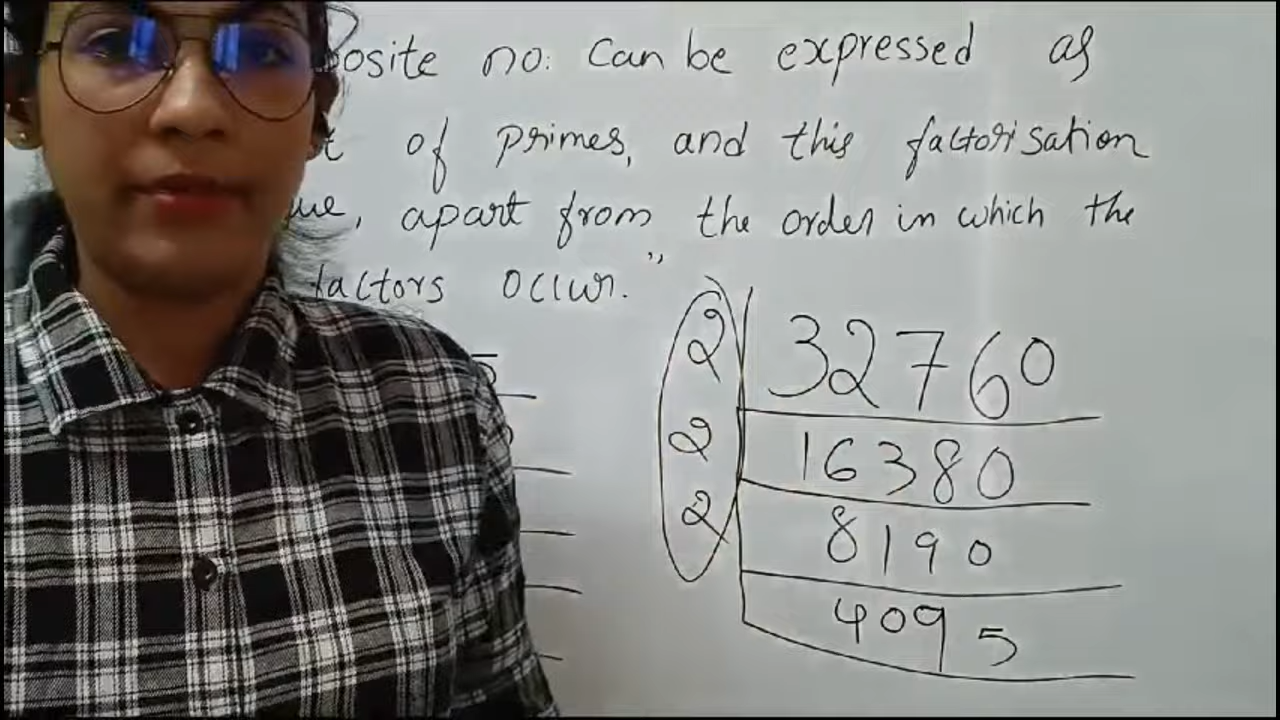 posite no: Can be expressed as
t of primes, and this factorisation
ue, apart from the order in which the
factors occur."
2 32760
2 16380
2 8190
4095